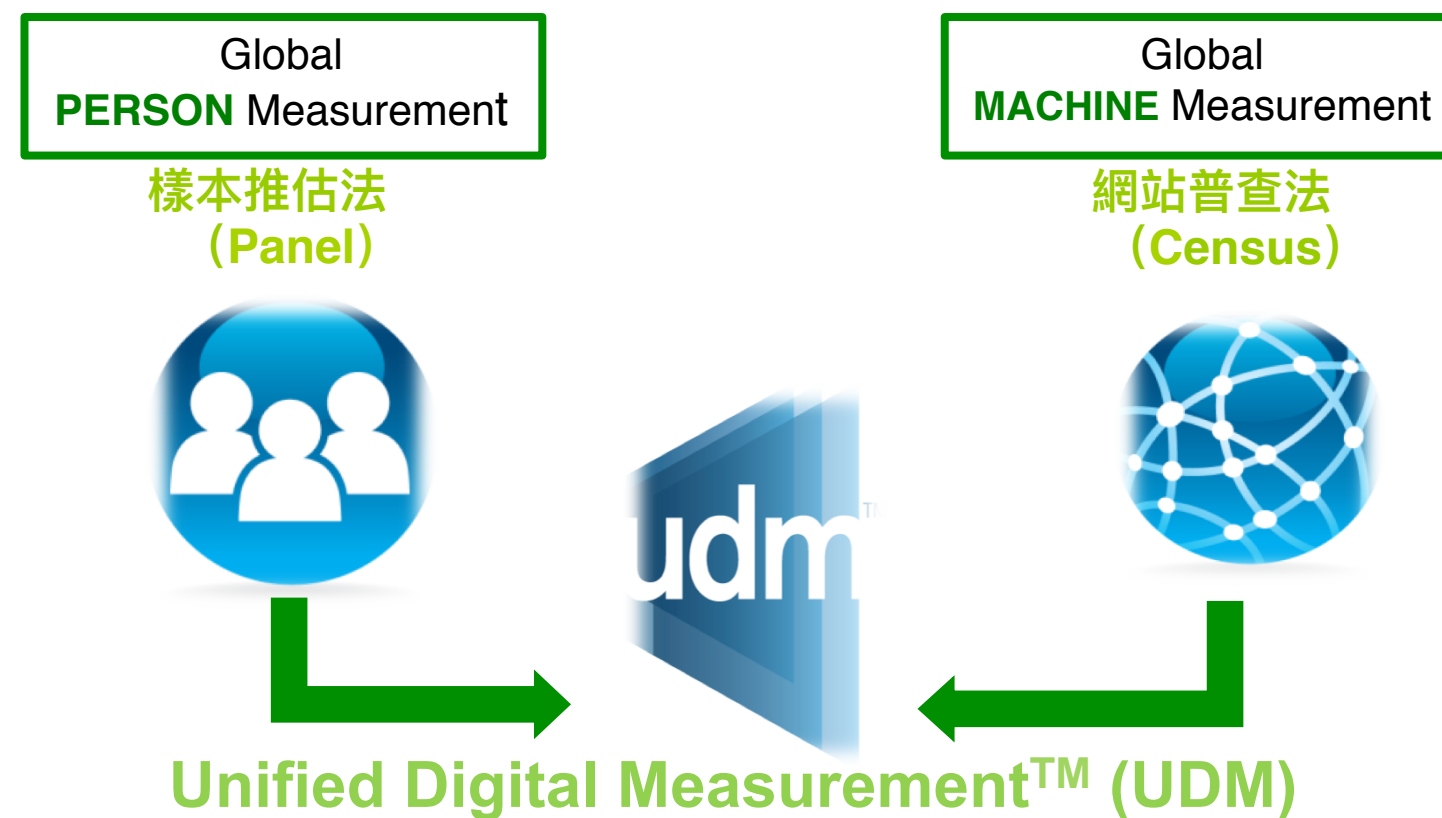 Global
PERSON Measurement
樣本推估法
（Panel）
Global
MACHINE Measurement
網站普查法
（Census）
udm™
Unified Digital Measurement™ (UDM)